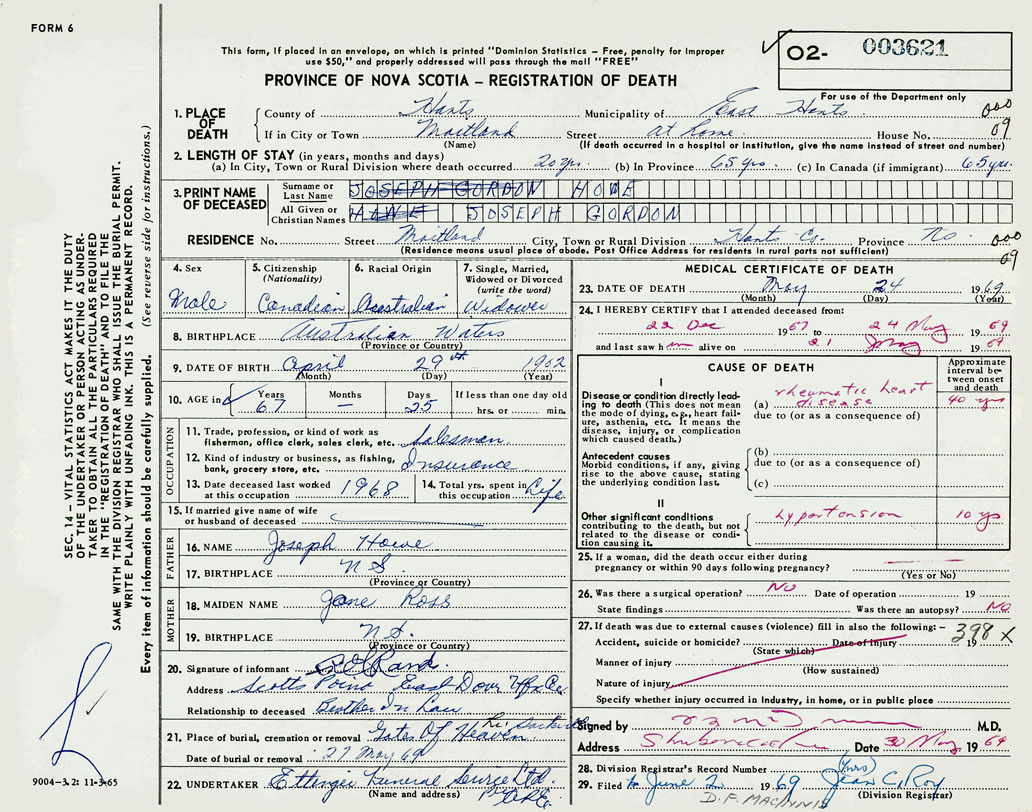 FORM 6
This form, if placed in an envelope, on which is printed "Dominion Statistics – Free, penalty for improper
use $50," and properly addressed will pass through the mail "FREE"
PROVINCE OF NOVA SCOTIA – REGISTRATION OF DEATH
O2- 003621
For use of the Department only
1. PLACE OF DEATH
County of Hants Municipality of East Hants 000
If in City or Town Maitland Street at home House No. 09
(Name) (If death occurred in a hospital or institution, give the name instead of street and number)
2. LENGTH OF STAY (in years, months and days)
(a) In City, Town or Rural Division where death occurred 20 yrs. (b) In Province 65 yrs. (c) In Canada (if immigrant) 65 yrs.
3. PRINT NAME OF DECEASED
Surname or Last Name JOSEPH GORDON HOWE
All Given or Christian Names HOWE JOSEPH GORDON
RESIDENCE No. Street Maitland City, Town or Rural Division Hants Co. Province N.S. 000
(Residence means usual place of abode. Post Office Address for residents in rural parts not sufficient) 09
4. Sex Male
5. Citizenship (Nationality) Canadian
6. Racial Origin Australian
7. Single, Married, Widowed or Divorced (write the word) Widower
8. BIRTHPLACE Australian Waters
(Province or Country)
9. DATE OF BIRTH April 29th 1902
(Month) (Day) (Year)
10. AGE in Years 67 Months — Days 25 If less than one day old hrs. or min.
OCCUPATION
11. Trade, profession, or kind of work as
fisherman, office clerk, sales clerk, etc. Salesman
12. Kind of industry or business, as fishing,
bank, grocery store, etc. Insurance
13. Date deceased last worked
at this occupation 1968
14. Total yrs. spent in
this occupation Life
15. If married give name of wife
or husband of deceased
FATHER
16. NAME Joseph Howe
17. BIRTHPLACE N.S.
(Province or Country)
MOTHER
18. MAIDEN NAME Jane Ross
19. BIRTHPLACE N.S.
(Province or Country)
20. Signature of informant Rand.
Address Scotts Point East Dover Hfx Co.
Relationship to deceased Brother In Law
21. Place of burial, cremation or removal Gates Of Heaven Lr. Sackville
Date of burial or removal 27 May 69
22. UNDERTAKER Ettinger Funeral Service Ltd.
(Name and address)
MEDICAL CERTIFICATE OF DEATH
23. DATE OF DEATH May 24 1969
(Month) (Day) (Year)
24. I HEREBY CERTIFY that I attended deceased from:
22 Dec 1967 to 24 May 1969
and last saw h im alive on 21 May 1969
CAUSE OF DEATH
Approximate interval between onset and death
I
Disease or condition directly leading to death (This does not mean the mode of dying, e.g., heart failure, asthenia, etc. It means the disease, injury, or complication which caused death.)
(a) rheumatic heart disease 40 yrs
due to (or as a consequence of)
Antecedent causes
Morbid conditions, if any, giving rise to the above cause, stating the underlying condition last.
(b)
due to (or as a consequence of)
(c)
II
Other significant conditions
contributing to the death, but not related to the disease or condition causing it.
hypertension 10 yrs
25. If a woman, did the death occur either during
pregnancy or within 90 days following pregnancy?
(Yes or No)
26. Was there a surgical operation? No Date of operation 19
State findings Was there an autopsy? No
27. If death was due to external causes (violence) fill in also the following: – 398 X
Accident, suicide or homicide? Date of Injury 19
(State which)
Manner of injury
(How sustained)
Nature of injury
Specify whether injury occurred in industry, in home, or in public place
Signed by M.D.
Address Shubenacadie Date 30 May 1969
28. Division Registrar's Record Number
29. Filed June 2 1969 (Mrs) Jean C. Roy
(Division Registrar)
D.F. MACINNIS
SEC. 14 – VITAL STATISTICS ACT MAKES IT THE DUTY
OF THE UNDERTAKER OR PERSON ACTING AS UNDER-
TAKER TO OBTAIN ALL THE PARTICULARS REQUIRED
IN THE "REGISTRATION OF DEATH" AND TO FILE THE
SAME WITH THE DIVISION REGISTRAR WHO SHALL ISSUE THE BURIAL PERMIT.
WRITE PLAINLY WITH UNFADING INK. THIS IS A PERMANENT RECORD.
Every item of information should be carefully supplied. (See reverse side for instructions.)
9004-3.2: 11-3-65